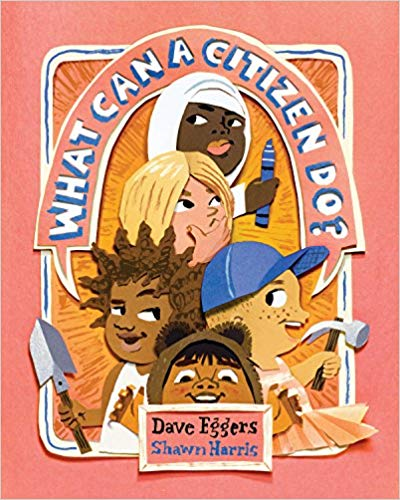 WHAT CAN A CITIZEN DO?
Dave Eggers
Shawn Harris